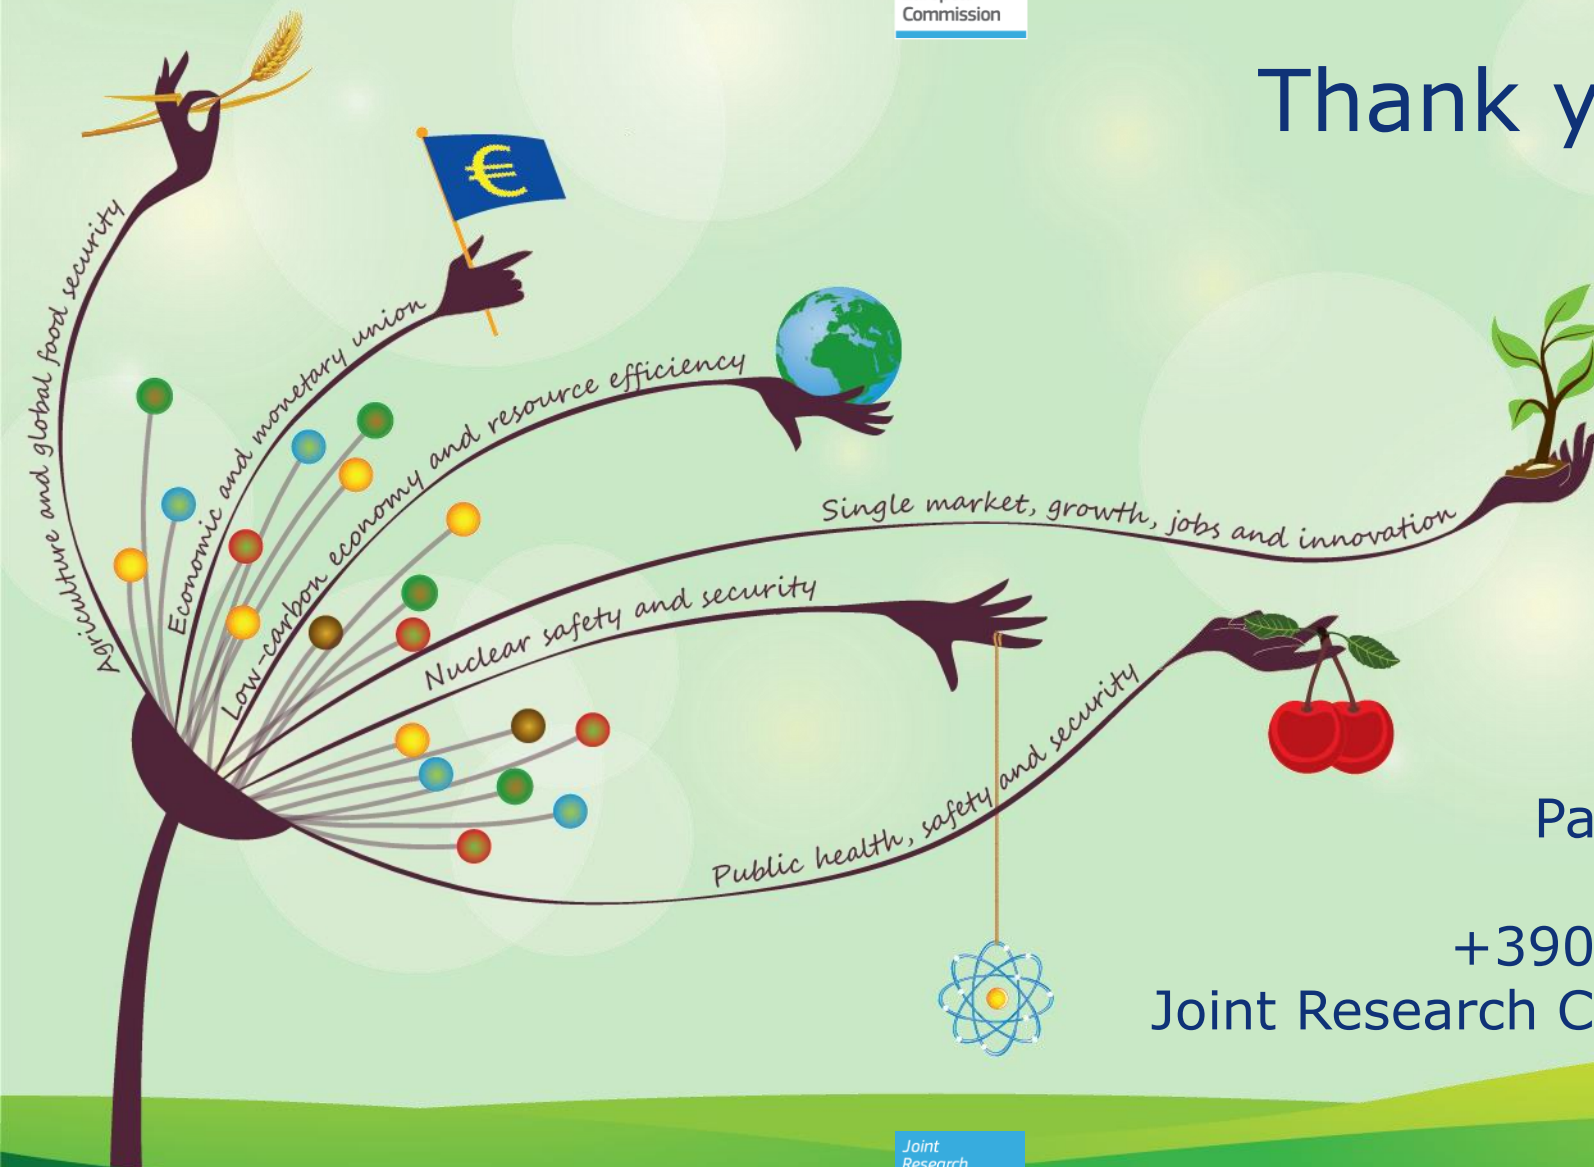 Commission
Thank y
Agriculture and global food security
Economic and monetary union
€
Low-carbon economy and resource efficiency
Single market, growth, jobs and innovation
Nuclear safety and security
Public health, safety and security
Pa
+390
Joint Research C
Joint
Research